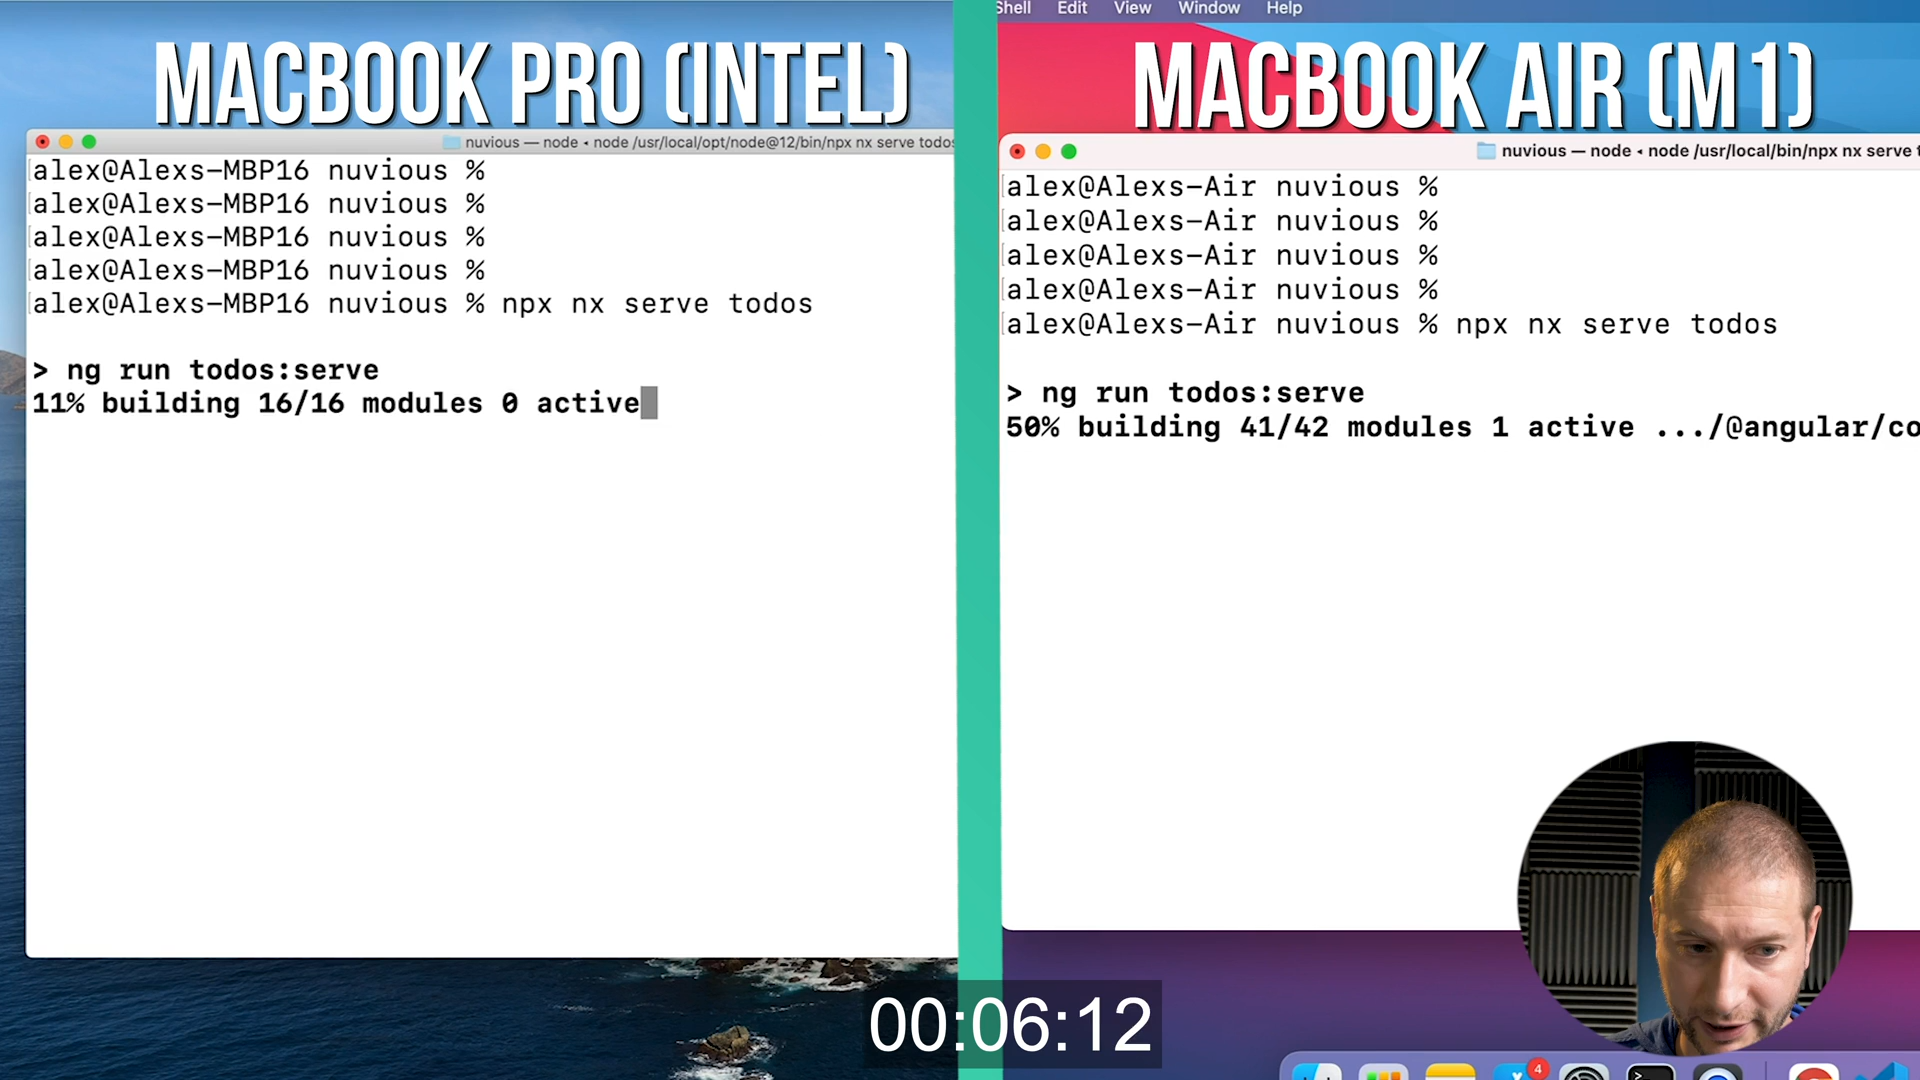 MACBOOK PRO (INTEL)
nuvious — node ◂ node /usr/local/opt/node@12/bin/npx nx serve todos
alex@Alexs-MBP16 nuvious %
alex@Alexs-MBP16 nuvious %
alex@Alexs-MBP16 nuvious %
alex@Alexs-MBP16 nuvious %
alex@Alexs-MBP16 nuvious % npx nx serve todos
> ng run todos:serve
11% building 16/16 modules 0 active
Shell Edit View Window Help
MACBOOK AIR (M1)
nuvious — node ◂ node /usr/local/bin/npx nx serve t
alex@Alexs-Air nuvious %
alex@Alexs-Air nuvious %
alex@Alexs-Air nuvious %
alex@Alexs-Air nuvious %
alex@Alexs-Air nuvious % npx nx serve todos
> ng run todos:serve
50% building 41/42 modules 1 active .../@angular/co
00:06:12
4